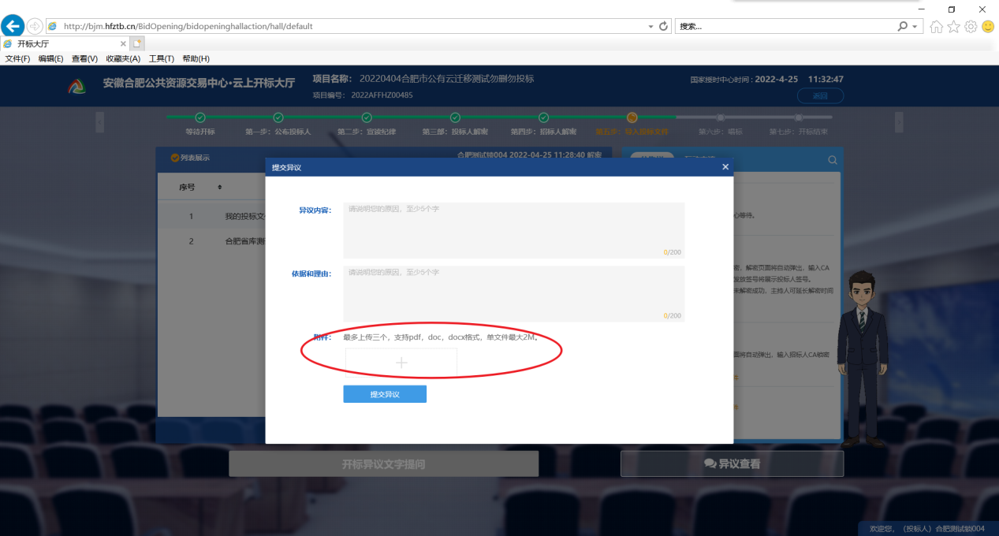 http://bjm.hfztb.cn/BidOpening/bidopeninghallaction/hall/default
搜索...
开标大厅
文件(F) 编辑(E) 查看(V) 收藏夹(A) 工具(T) 帮助(H)
安徽合肥公共资源交易中心·云上开标大厅
项目名称: 20220404合肥市公有云迁移测试勿删勿投标
项目编号: 2022AFFHZ00485
国家授时中心时间 : 2022-4-25 11:32:47
返回
等待开标
第一步：公布投标人
第二步：宣读纪律
第三部：投标人解密
第四步：招标人解密
第五步：导入投标文件
第六步：唱标
第七步：开标结束
列表展示
合肥测试锁004 2022-04-25 11:28:40 解密
序号
1 我的投标文
2 合肥省库测
提交异议
异议内容：
请说明您的原因，至少5个字
0/200
依据和理由：
请说明您的原因，至少5个字
0/200
附件： 最多上传三个，支持pdf，doc，docx格式，单文件最大2M。
提交异议
心等待。
密，解密页面将自动弹出，输入CA
发放签号将展示投标人签号。
未解密成功，主持人可延长解密时间
面将自动弹出，输入招标人CA锁密
开标异议文字提问
异议查看
欢迎您，（投标人）合肥测试锁004